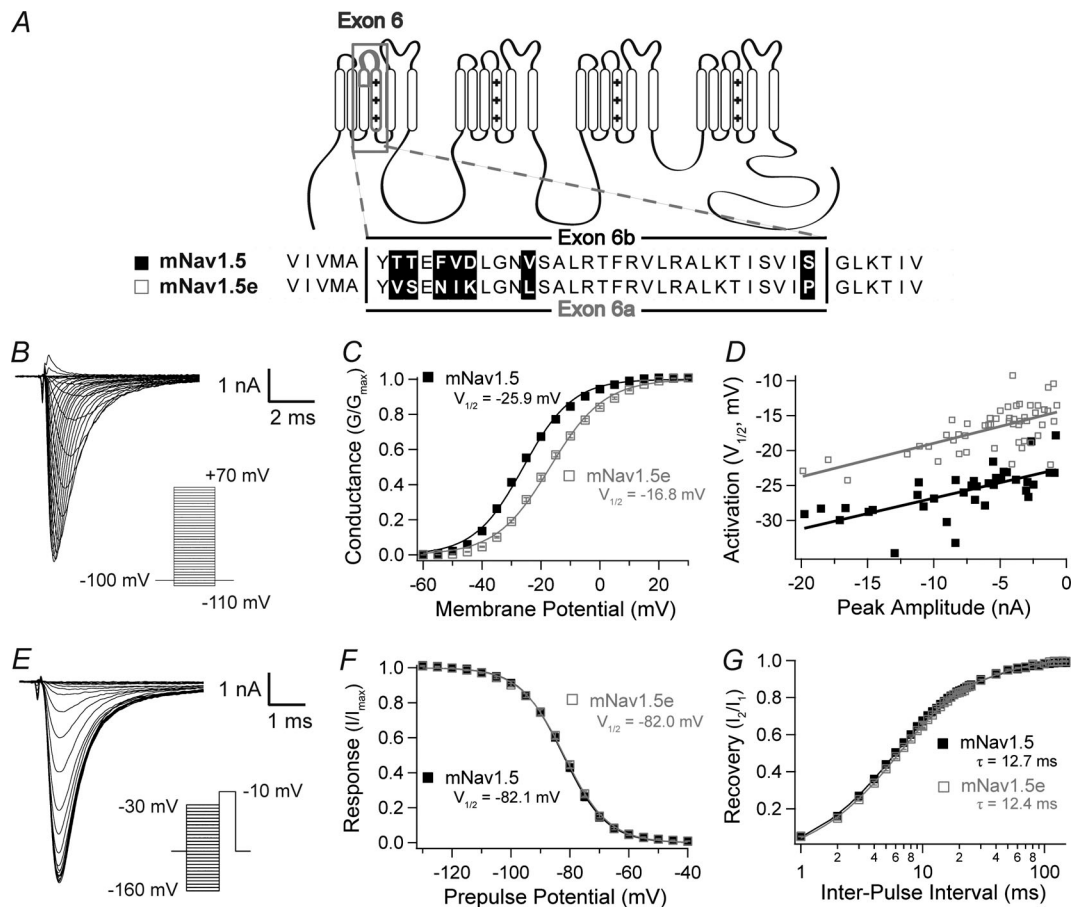 A
Exon 6
+ + + +
+ + + +
+ + + +
Exon 6b
mNav1.5 VIVMA YTTEFVDLGNVSALRTFRVLRALKTISVIS GLKTIV
mNav1.5e VIVMA YVSENIKLGNLSALRTFRVLRALKTISVIP GLKTIV
Exon 6a
B
1 nA
2 ms
+70 mV
-100 mV
-110 mV
C
Conductance (G/Gmax)
1.0
0.8
0.6
0.4
0.2
0.0
mNav1.5
V1/2 = -25.9 mV
mNav1.5e
V1/2 = -16.8 mV
-60 -40 -20 0 20
Membrane Potential (mV)
D
Activation (V1/2, mV)
-10
-15
-20
-25
-30
-20 -15 -10 -5 0
Peak Amplitude (nA)
E
1 nA
1 ms
-30 mV
-10 mV
-160 mV
F
Response (I/Imax)
1.0
0.8
0.6
0.4
0.2
0.0
mNav1.5e
V1/2 = -82.0 mV
mNav1.5
V1/2 = -82.1 mV
-120 -100 -80 -60 -40
Prepulse Potential (mV)
G
Recovery (I2/I1)
1.0
0.8
0.6
0.4
0.2
mNav1.5
τ = 12.7 ms
mNav1.5e
τ = 12.4 ms
1 2 4 6 8 10 2 4 6 8 100
Inter-Pulse Interval (ms)